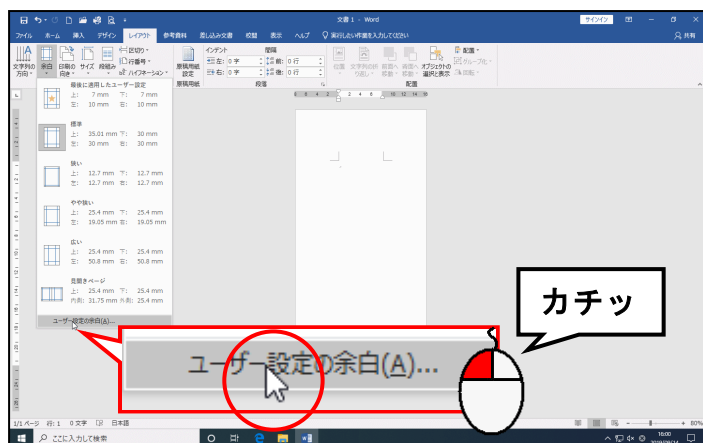 文書 1 - Word
サインイン
ファイル ホーム 挿入 デザイン レイアウト 参考資料 差し込み文書 校閲 表示 ヘルプ 実行したい作業を入力してください 共有
文字列の方向 余白 印刷の向き サイズ 段組み
区切り
行番号
ハイフネーション
原稿用紙設定
インデント 間隔
左: 0 字 前: 0 行
右: 0 字 後: 0 行
位置 文字列の折り返し 前面へ移動 背面へ移動 オブジェクトの選択と表示
配置
グループ化
回転
原稿用紙 段落 配置
最後に適用したユーザー設定
上: 7 mm 下: 7 mm
左: 10 mm 右: 10 mm
標準
上: 35.01 mm 下: 30 mm
左: 30 mm 右: 30 mm
狭い
上: 12.7 mm 下: 12.7 mm
左: 12.7 mm 右: 12.7 mm
やや狭い
上: 25.4 mm 下: 25.4 mm
左: 19.05 mm 右: 19.05 mm
広い
上: 25.4 mm 下: 25.4 mm
左: 50.8 mm 右: 50.8 mm
見開きページ
上: 25.4 mm 下: 25.4 mm
内側: 31.75 mm 外側: 25.4 mm
ユーザー設定の余白(A)...
カチッ
ユーザー設定の余白(A)...
1/1 ページ 行: 1 0 文字 日本語
80%
ここに入力して検索
16:00